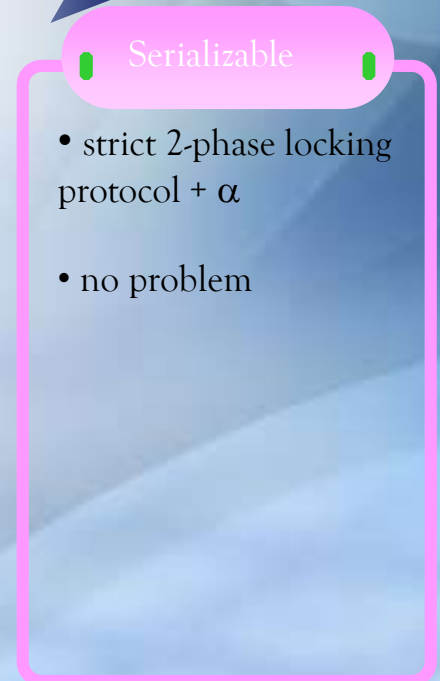 Serializable
• strict 2-phase locking
protocol + α
• no problem